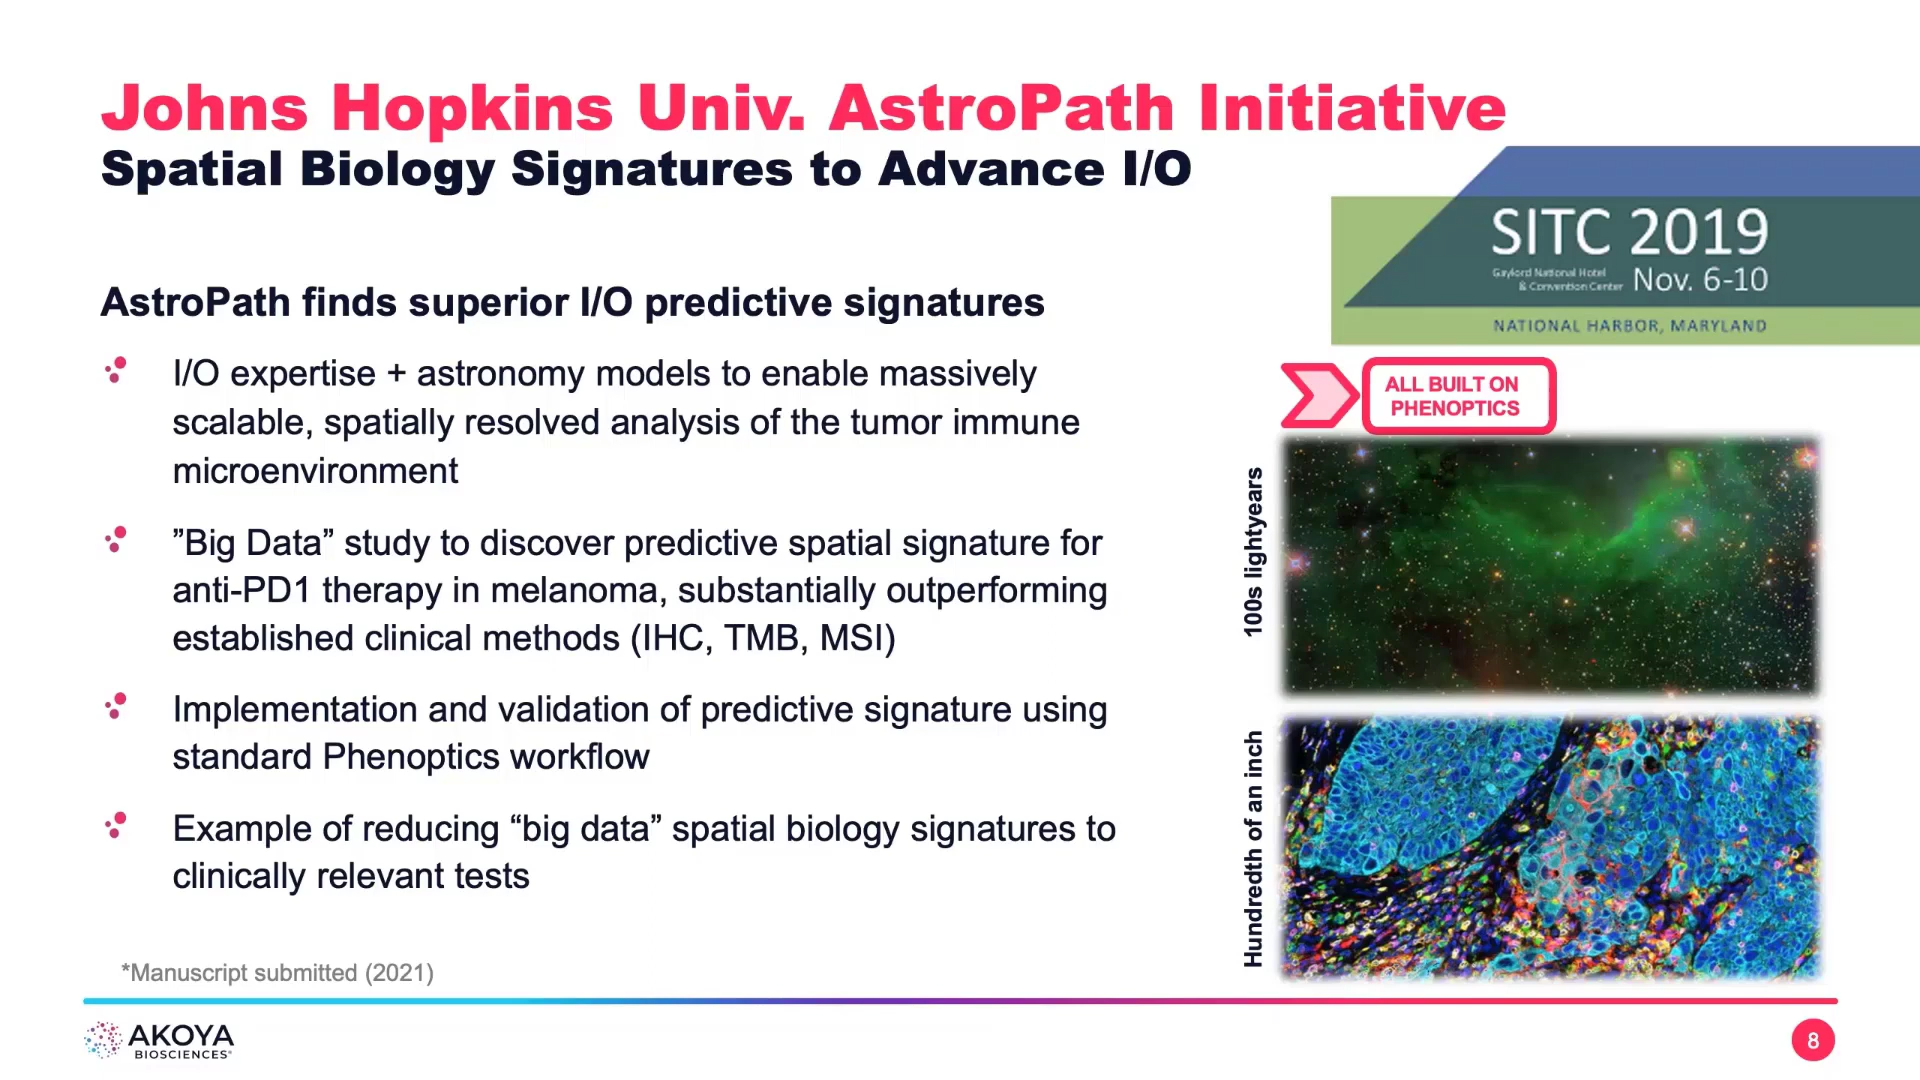 Johns Hopkins Univ. AstroPath Initiative
Spatial Biology Signatures to Advance I/O
SITC 2019
Gaylord National Hotel
& Convention Center
Nov. 6-10
NATIONAL HARBOR, MARYLAND
AstroPath finds superior I/O predictive signatures
I/O expertise + astronomy models to enable massively
scalable, spatially resolved analysis of the tumor immune
microenvironment
”Big Data” study to discover predictive spatial signature for
anti-PD1 therapy in melanoma, substantially outperforming
established clinical methods (IHC, TMB, MSI)
Implementation and validation of predictive signature using
standard Phenoptics workflow
Example of reducing “big data” spatial biology signatures to
clinically relevant tests
*Manuscript submitted (2021)
ALL BUILT ON
PHENOPTICS
100s lightyears
Hundredth of an inch
AKOYA
BIOSCIENCES
8